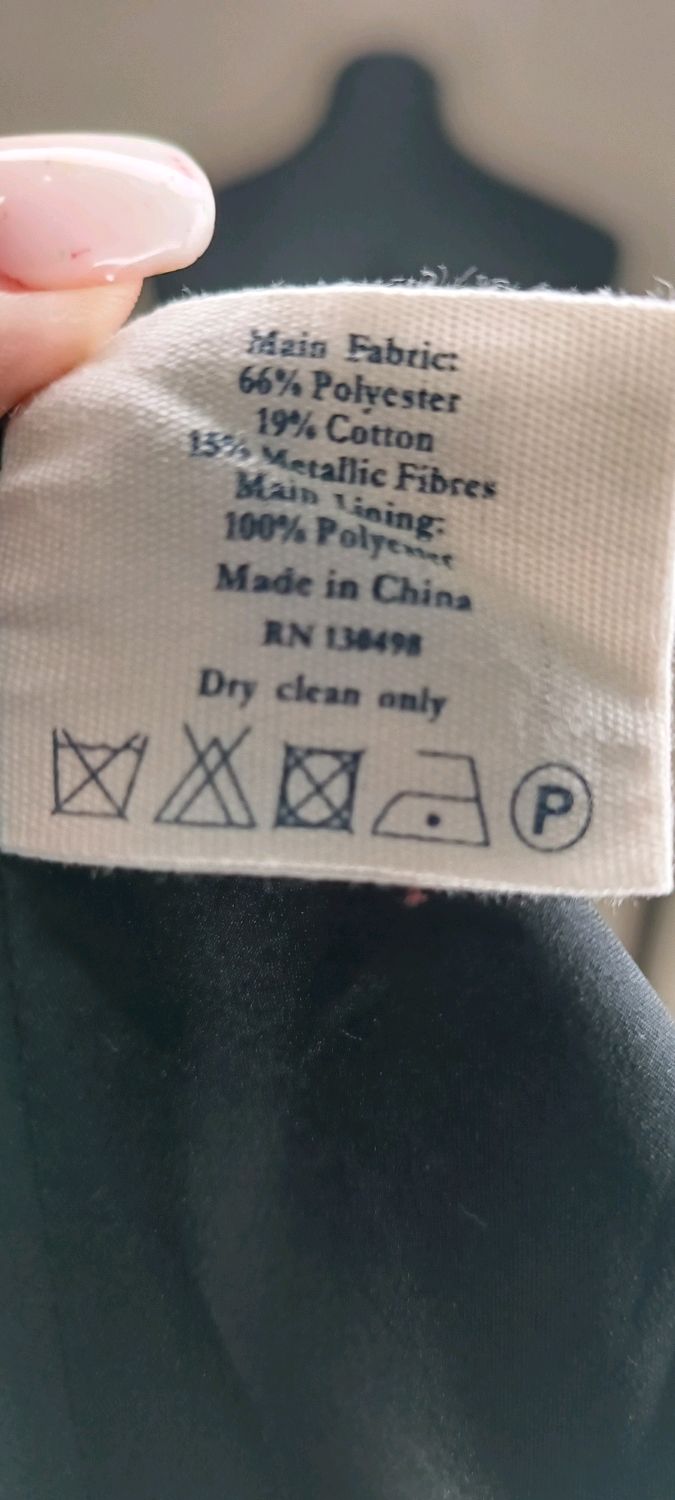 Main Fabric:
66% Polyester
19% Cotton
15% Metallic Fibres
Main Lining:
100% Polyester
Made in China
RN 130498
Dry clean only
P